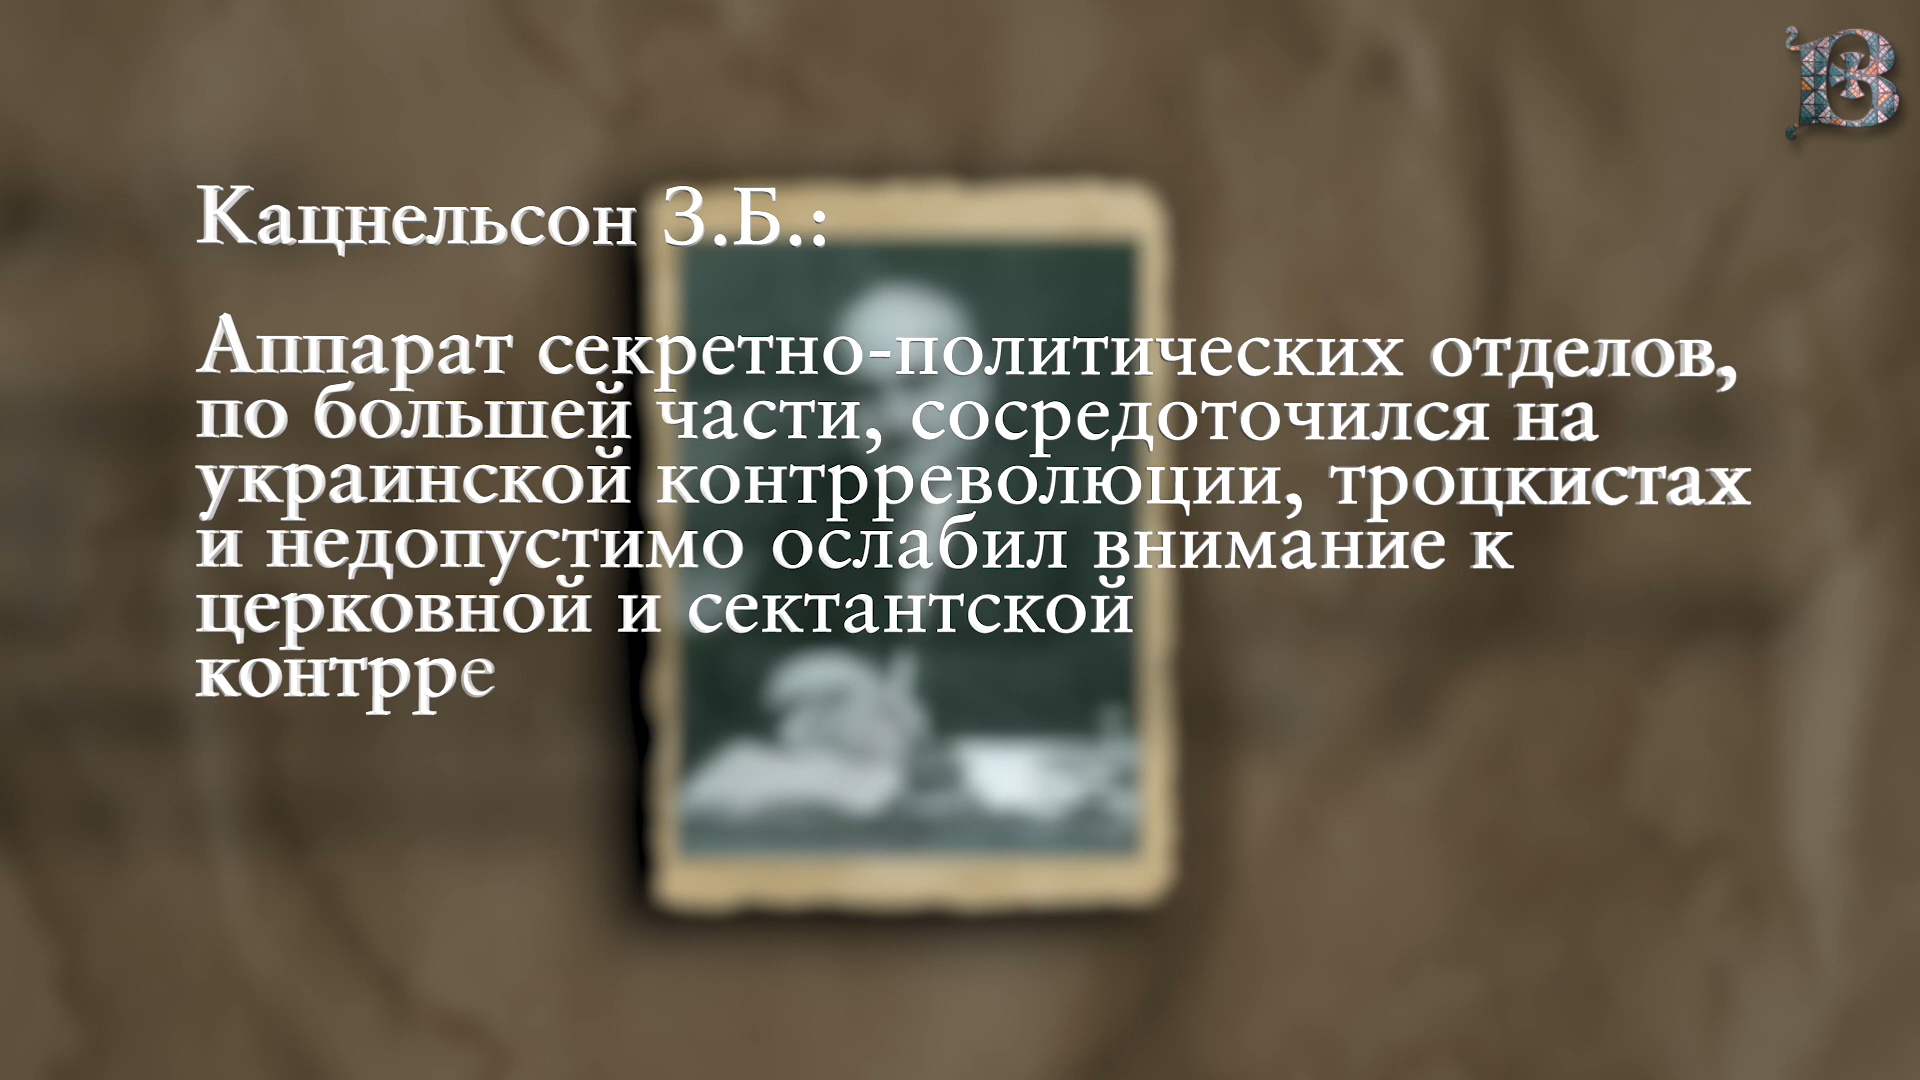 Кацнельсон З.Б.:
Аппарат секретно-политических отделов,
по большей части, сосредоточился на
украинской контрреволюции, троцкистах
и недопустимо ослабил внимание к
церковной и сектантской
контрре